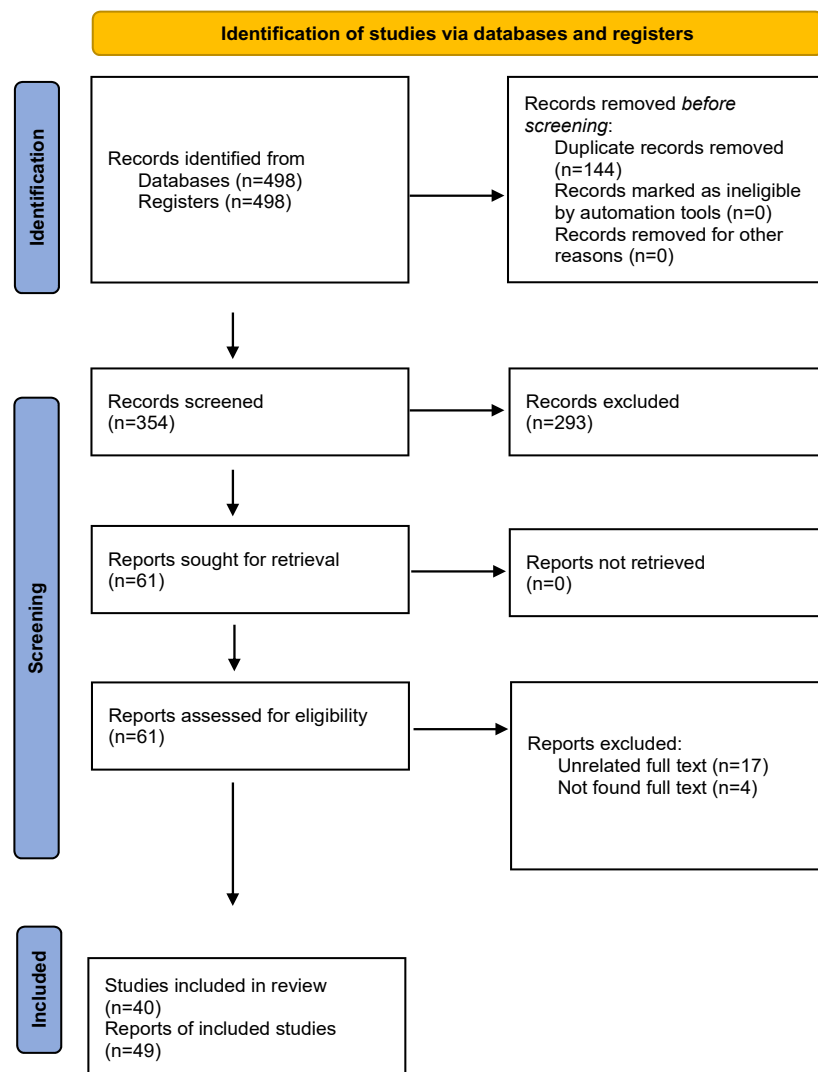 Identification of studies via databases and registers
Identification
Records identified from
Databases (n=498)
Registers (n=498)
Records removed before
screening:
Duplicate records removed
(n=144)
Records marked as ineligible
by automation tools (n=0)
Records removed for other
reasons (n=0)
Screening
Records screened
(n=354)
Records excluded
(n=293)
Reports sought for retrieval
(n=61)
Reports not retrieved
(n=0)
Reports assessed for eligibility
(n=61)
Reports excluded:
Unrelated full text (n=17)
Not found full text (n=4)
Included
Studies included in review
(n=40)
Reports of included studies
(n=49)